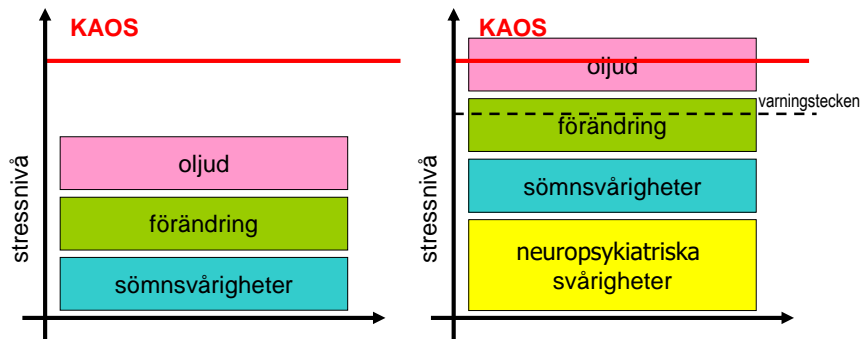 KAOS
oljud
förändring
sömnsvårigheter
stressnivå
KAOS
oljud
varningstecken
förändring
sömnsvårigheter
neuropsykiatriska
svårigheter
stressnivå